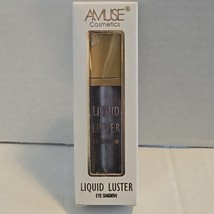 AMUSE®
Cosmetics
LIQUID
LUSTER
LIQUID LUSTER
EYE SHADOW